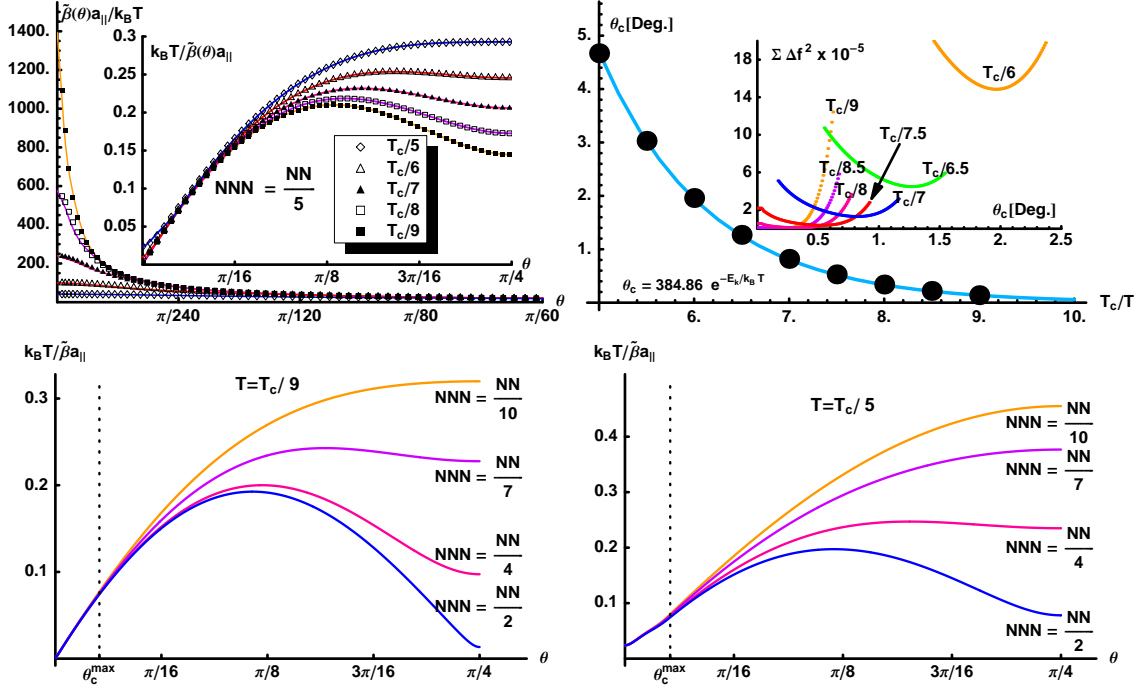 β̃(θ)a||/kBT
1400.
1200.
1000.
800.
600.
400.
200.
π/240
π/120
π/80
π/60
θ
kBT/β̃(θ)a||
0.3
0.25
0.2
0.15
0.1
0.05
π/16
π/8
3π/16
π/4
θ
NNN = NN/5
Tc/5
Tc/6
Tc/7
Tc/8
Tc/9
θc[Deg.]
5.
4.
3.
2.
1.
6.
7.
8.
9.
10.
Tc/T
θc = 384.86 e^(−Ek/kBT)
Σ Δf² x 10⁻⁵
18
14
10
6
2
0.5
1.
1.5
2.
2.5
θc[Deg.]
Tc/6
Tc/9
Tc/7.5
Tc/8.5
Tc/6.5
Tc/8
Tc/7
kBT/β̃a||
T=Tc/ 9
0.3
0.2
0.1
NNN = NN/10
NNN = NN/7
NNN = NN/4
NNN = NN/2
θc^max
π/16
π/8
3π/16
π/4
θ
kBT/β̃a||
T=Tc/ 5
0.4
0.3
0.2
0.1
NNN = NN/10
NNN = NN/7
NNN = NN/4
NNN = NN/2
θc^max
π/16
π/8
3π/16
π/4
θ